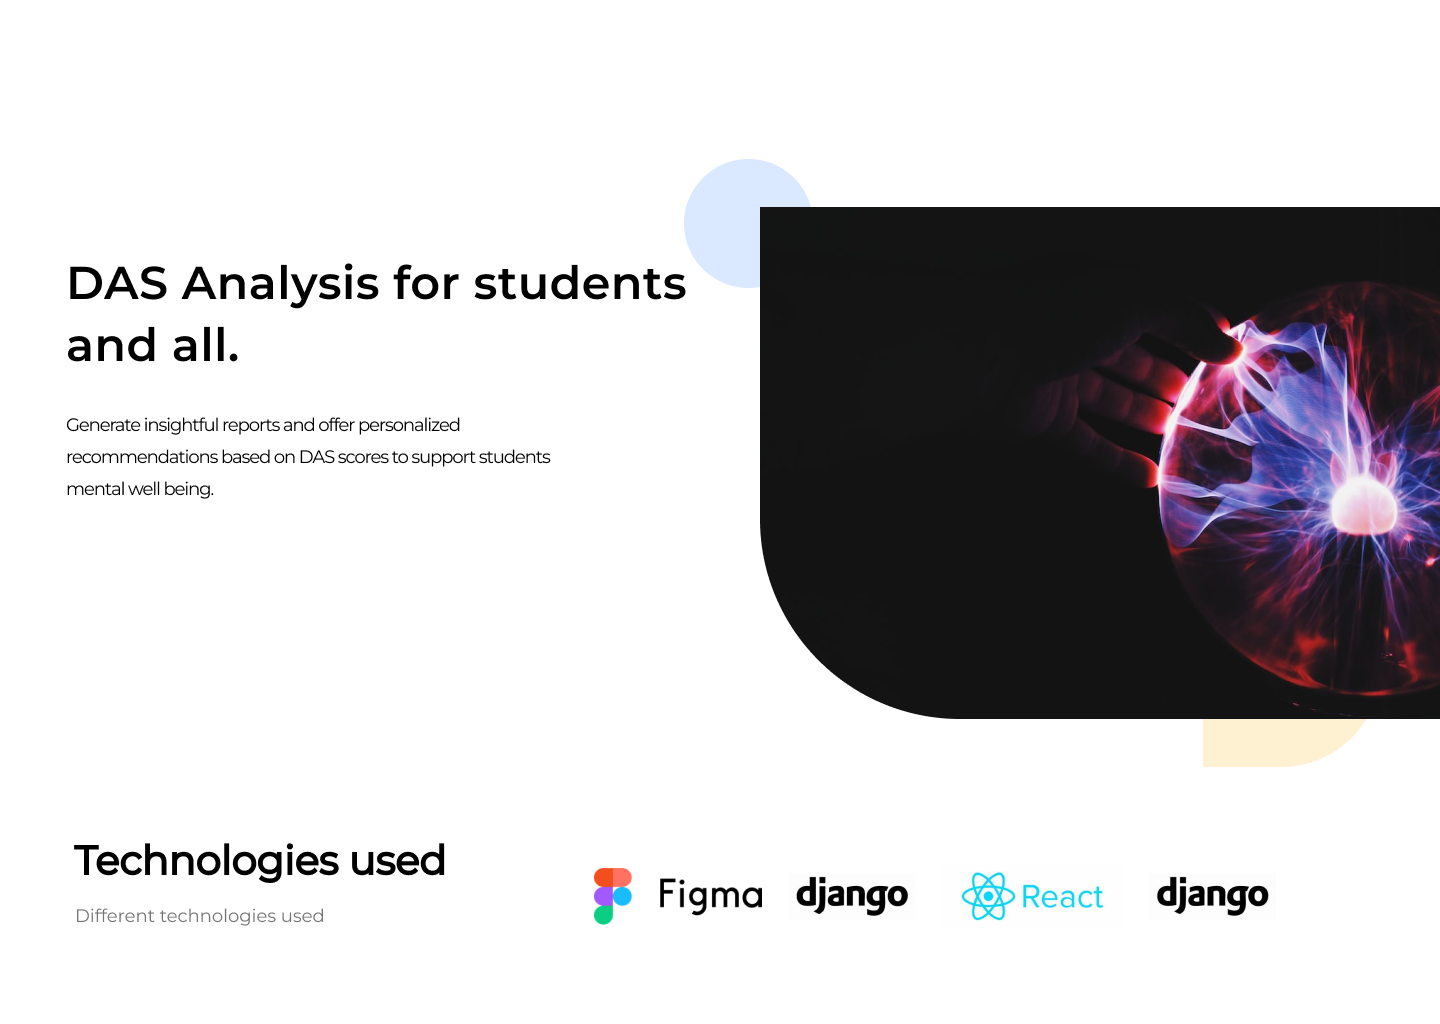 DAS Analysis for students
and all.
Generate insightful reports and offer personalized
recommendations based on DAS scores to support students
mental well being.
Technologies used
Different technologies used
Figma
django
React
django